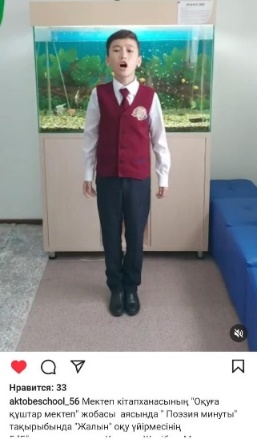 Нравится: 33
aktobeschool_56 Мектеп кітапханасының "Оқуға
құштар мектеп" жобасы аясында " Поэзия минуты"
тақырыбында "Жалын" оқу үйірмесінің